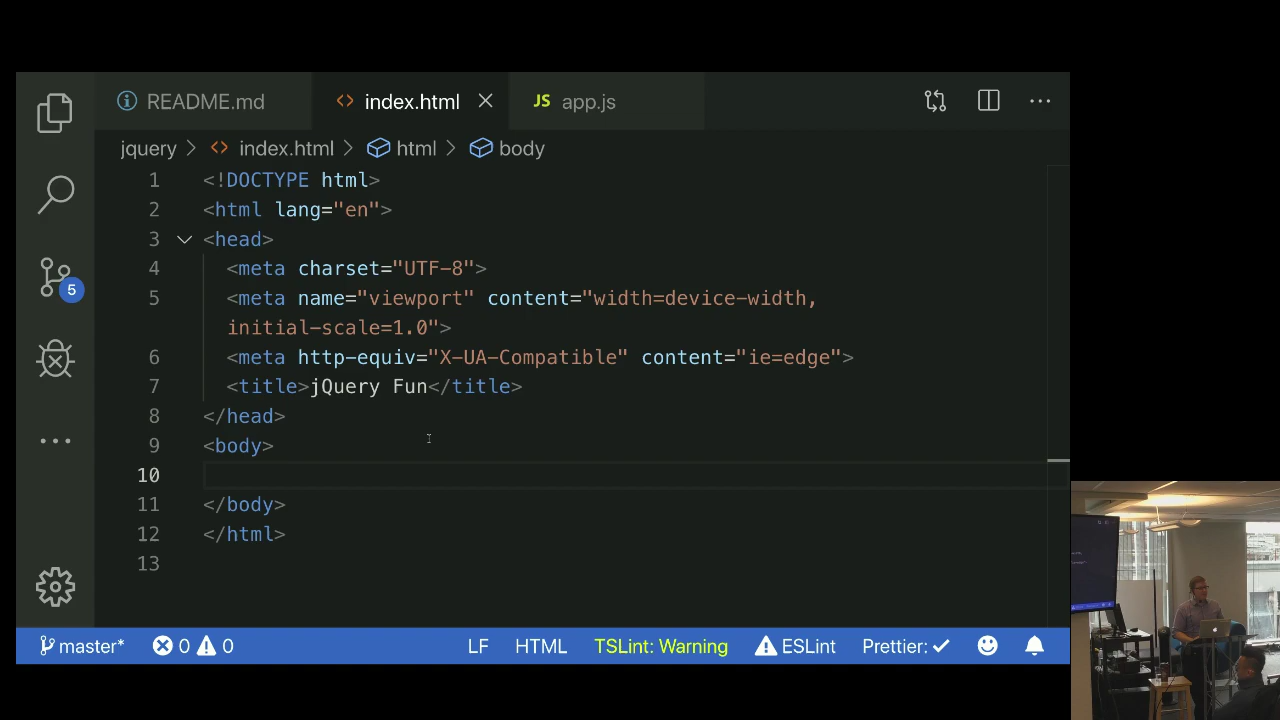 README.md index.html app.js
jquery index.html html body
1 <!DOCTYPE html>
2 <html lang="en">
3 <head>
4 <meta charset="UTF-8">
5 <meta name="viewport" content="width=device-width,
initial-scale=1.0">
6 <meta http-equiv="X-UA-Compatible" content="ie=edge">
7 <title>jQuery Fun</title>
8 </head>
9 <body>
10
11 </body>
12 </html>
13
5
master* 0 0 LF HTML TSLint: Warning ESLint Prettier: